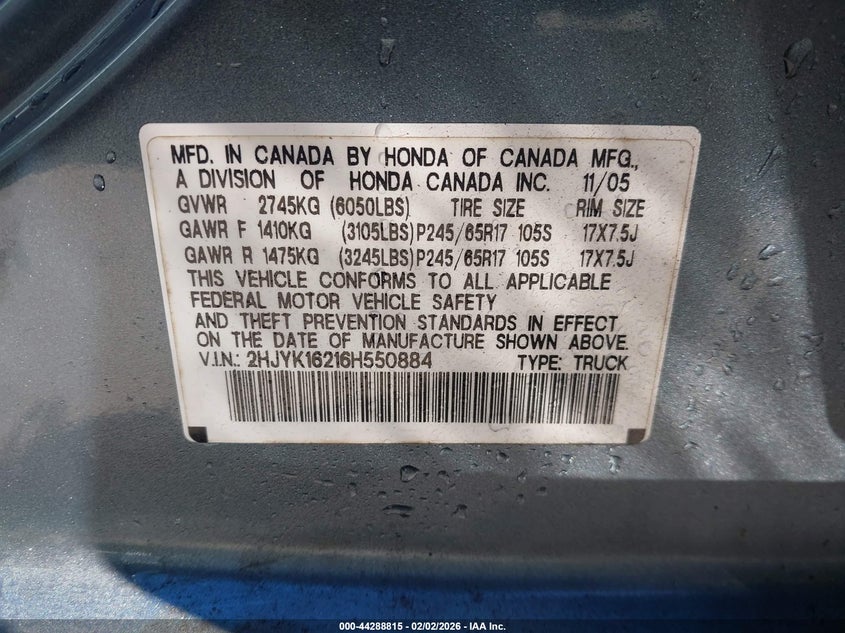 MFD. IN CANADA BY HONDA OF CANADA MFG.,
A DIVISION OF HONDA CANADA INC. 11/05
GVWR 2745KG (6050LBS) TIRE SIZE RIM SIZE
GAWR F 1410KG (3105LBS) P245/65R17 105S 17X7.5J
GAWR R 1475KG (3245LBS) P245/65R17 105S 17X7.5J
THIS VEHICLE CONFORMS TO ALL APPLICABLE
FEDERAL MOTOR VEHICLE SAFETY
AND THEFT PREVENTION STANDARDS IN EFFECT
ON THE DATE OF MANUFACTURE SHOWN ABOVE.
V.I.N.: 2HJYK16216H550884 TYPE: TRUCK
000-44288815 - 02/02/2026 - IAA Inc.